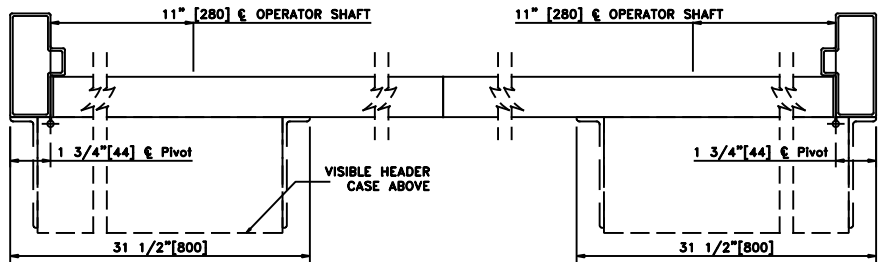 11" [280] ℄ OPERATOR SHAFT
11" [280] ℄ OPERATOR SHAFT
1 3/4"[44] ℄ Pivot
1 3/4"[44] ℄ Pivot
VISIBLE HEADER
CASE ABOVE
31 1/2"[800]
31 1/2"[800]